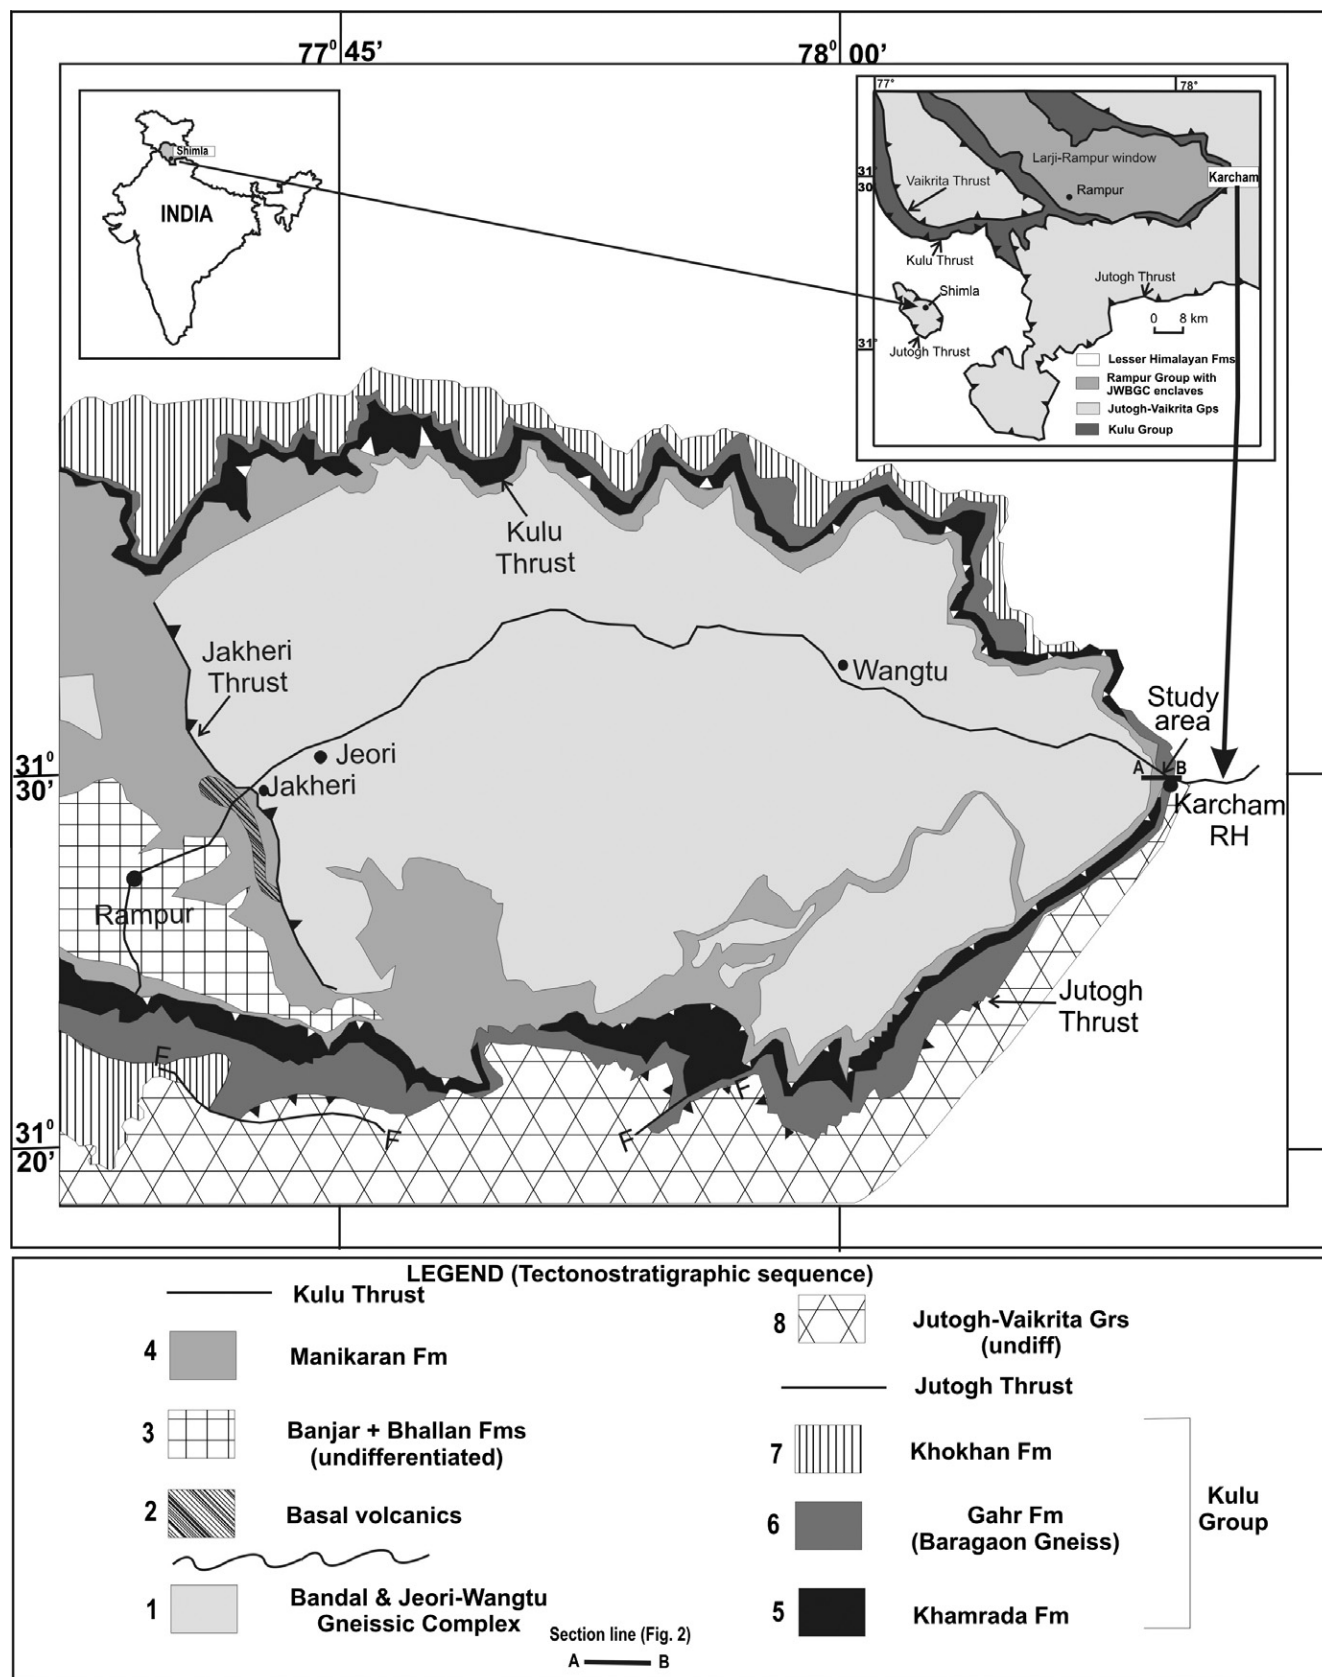 77⁰ 45’
78⁰ 00’
Shimla
INDIA
77°
78°
31°
30'
31°
Larji-Rampur window
Rampur
Karcham
Vaikrita Thrust
Kulu Thrust
Jutogh Thrust
Shimla
0 8 km
Jutogh Thrust
Lesser Himalayan Fms
Rampur Group with
JWBGC enclaves
Jutogh-Vaikrita Gps
Kulu Group
Kulu
Thrust
Jakheri
Thrust
Wangtu
Study
area
Jeori
Jakheri
31⁰
30’
A B
Karcham
RH
Rampur
Jutogh
Thrust
F
F
F
F
31⁰
20’
LEGEND (Tectonostratigraphic sequence)
Kulu Thrust
4 Manikaran Fm
3 Banjar + Bhallan Fms
(undifferentiated)
2 Basal volcanics
1 Bandal & Jeori-Wangtu
Gneissic Complex
Section line (Fig. 2)
A B
8 Jutogh-Vaikrita Grs
(undiff)
Jutogh Thrust
7 Khokhan Fm
6 Gahr Fm
(Baragaon Gneiss)
5 Khamrada Fm
Kulu
Group